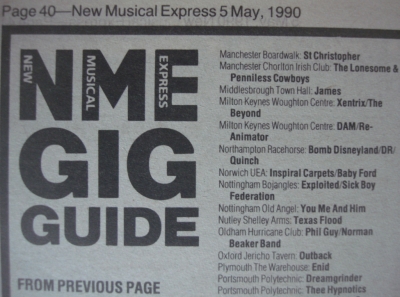 Page 40—New Musical Express 5 May, 1990
NEW
MUSICAL
EXPRESS
NME
GIG
GUIDE
FROM PREVIOUS PAGE
Manchester Boardwalk: St Christopher
Manchester Chorlton Irish Club: The Lonesome &
Penniless Cowboys
Middlesbrough Town Hall: James
Milton Keynes Woughton Centre: Xentrix/The
Beyond
Milton Keynes Woughton Centre: DAM/Re-
Animator
Northampton Racehorse: Bomb Disneyland/DR/
Quinch
Norwich UEA: Inspiral Carpets/Baby Ford
Nottingham Bojangles: Exploited/Sick Boy
Federation
Nottingham Old Angel: You Me And Him
Nutley Shelley Arms: Texas Flood
Oldham Hurricane Club: Phil Guy/Norman
Beaker Band
Oxford Jericho Tavern: Outback
Plymouth The Warehouse: Enid
Portsmouth Polytechnic: Dreamgrinder
Portsmouth Polytechnic: Thee Hypnotics